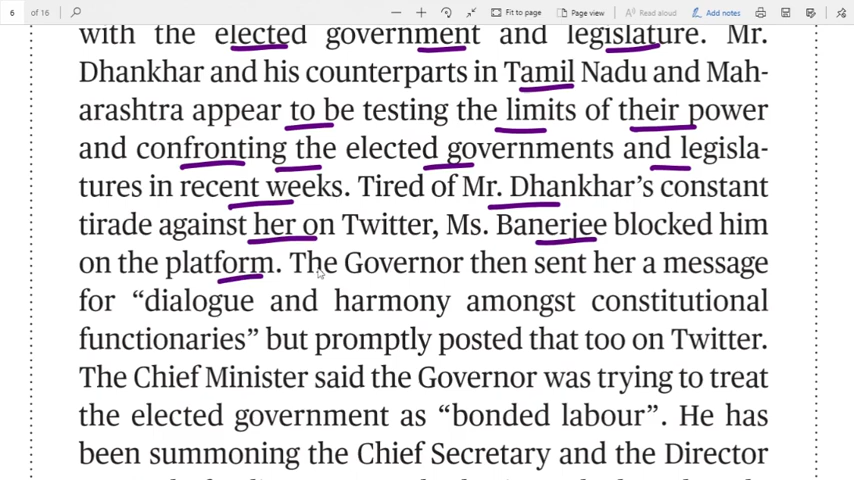 6 of 16 Fit to page Page view Read aloud Add notes
with the elected government and legislature. Mr.
Dhankhar and his counterparts in Tamil Nadu and Mah-
arashtra appear to be testing the limits of their power
and confronting the elected governments and legisla-
tures in recent weeks. Tired of Mr. Dhankhar’s constant
tirade against her on Twitter, Ms. Banerjee blocked him
on the platform. The Governor then sent her a message
for “dialogue and harmony amongst constitutional
functionaries” but promptly posted that too on Twitter.
The Chief Minister said the Governor was trying to treat
the elected government as “bonded labour”. He has
been summoning the Chief Secretary and the Director